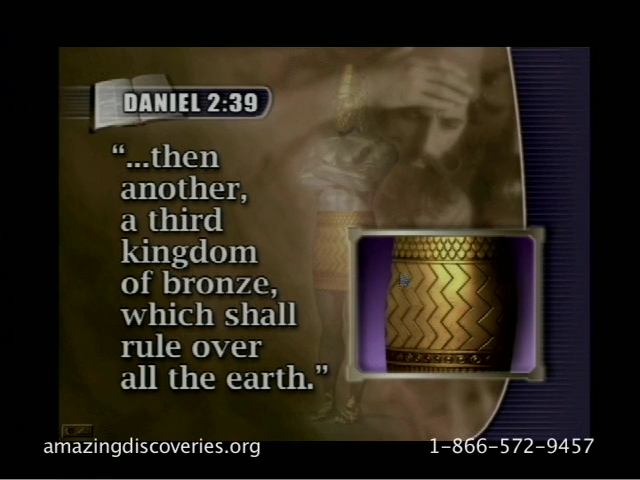 DANIEL 2:39
“...then
another,
a third
kingdom
of bronze,
which shall
rule over
all the earth.”
amazingdiscoveries.org
1-866-572-9457